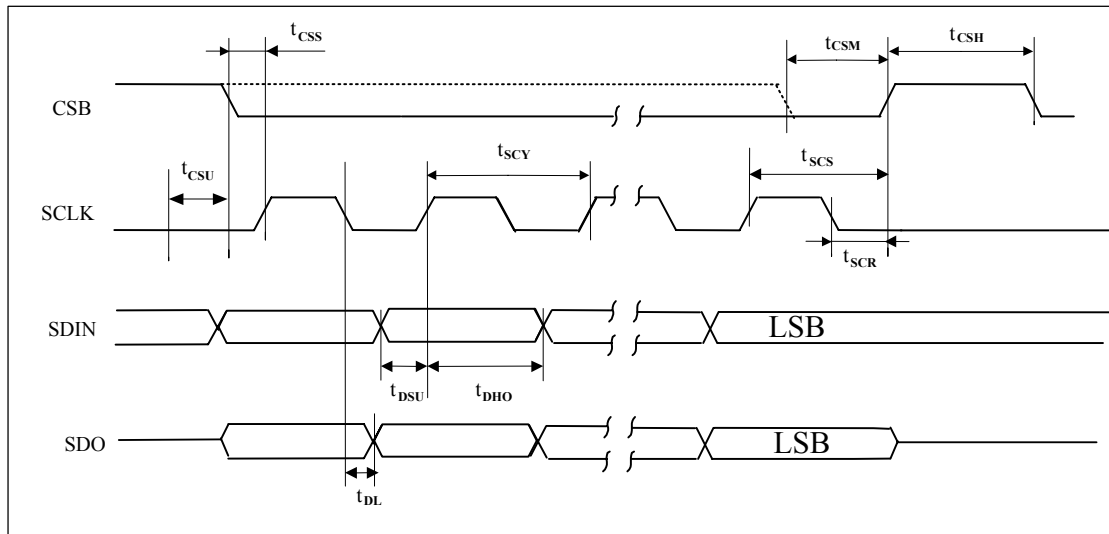 tCSS
tCSM
tCSH
CSB
tCSU
tSCY
tSCS
SCLK
tSCR
SDIN
LSB
tDSU
tDHO
SDO
LSB
tDL